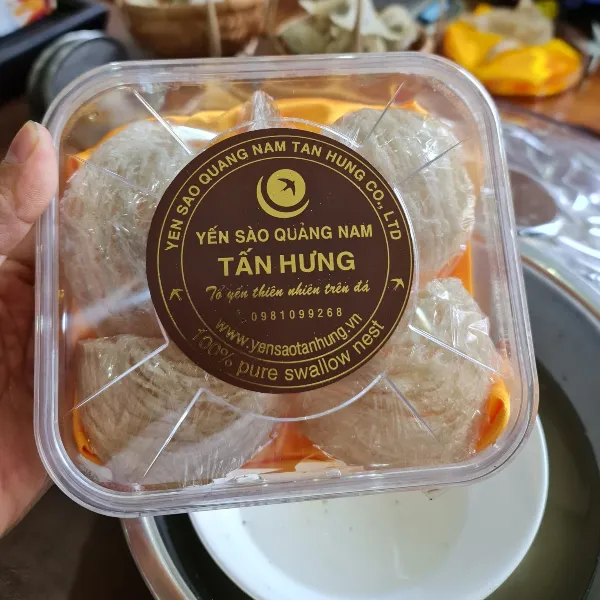 YEN SAO QUANG NAM TAN HUNG CO., LTD
YẾN SÀO QUẢNG NAM
TẤN HƯNG
Tổ yến thiên nhiên trên đá
0981099268
www.yensaotanhung.vn
100% pure swallow nest